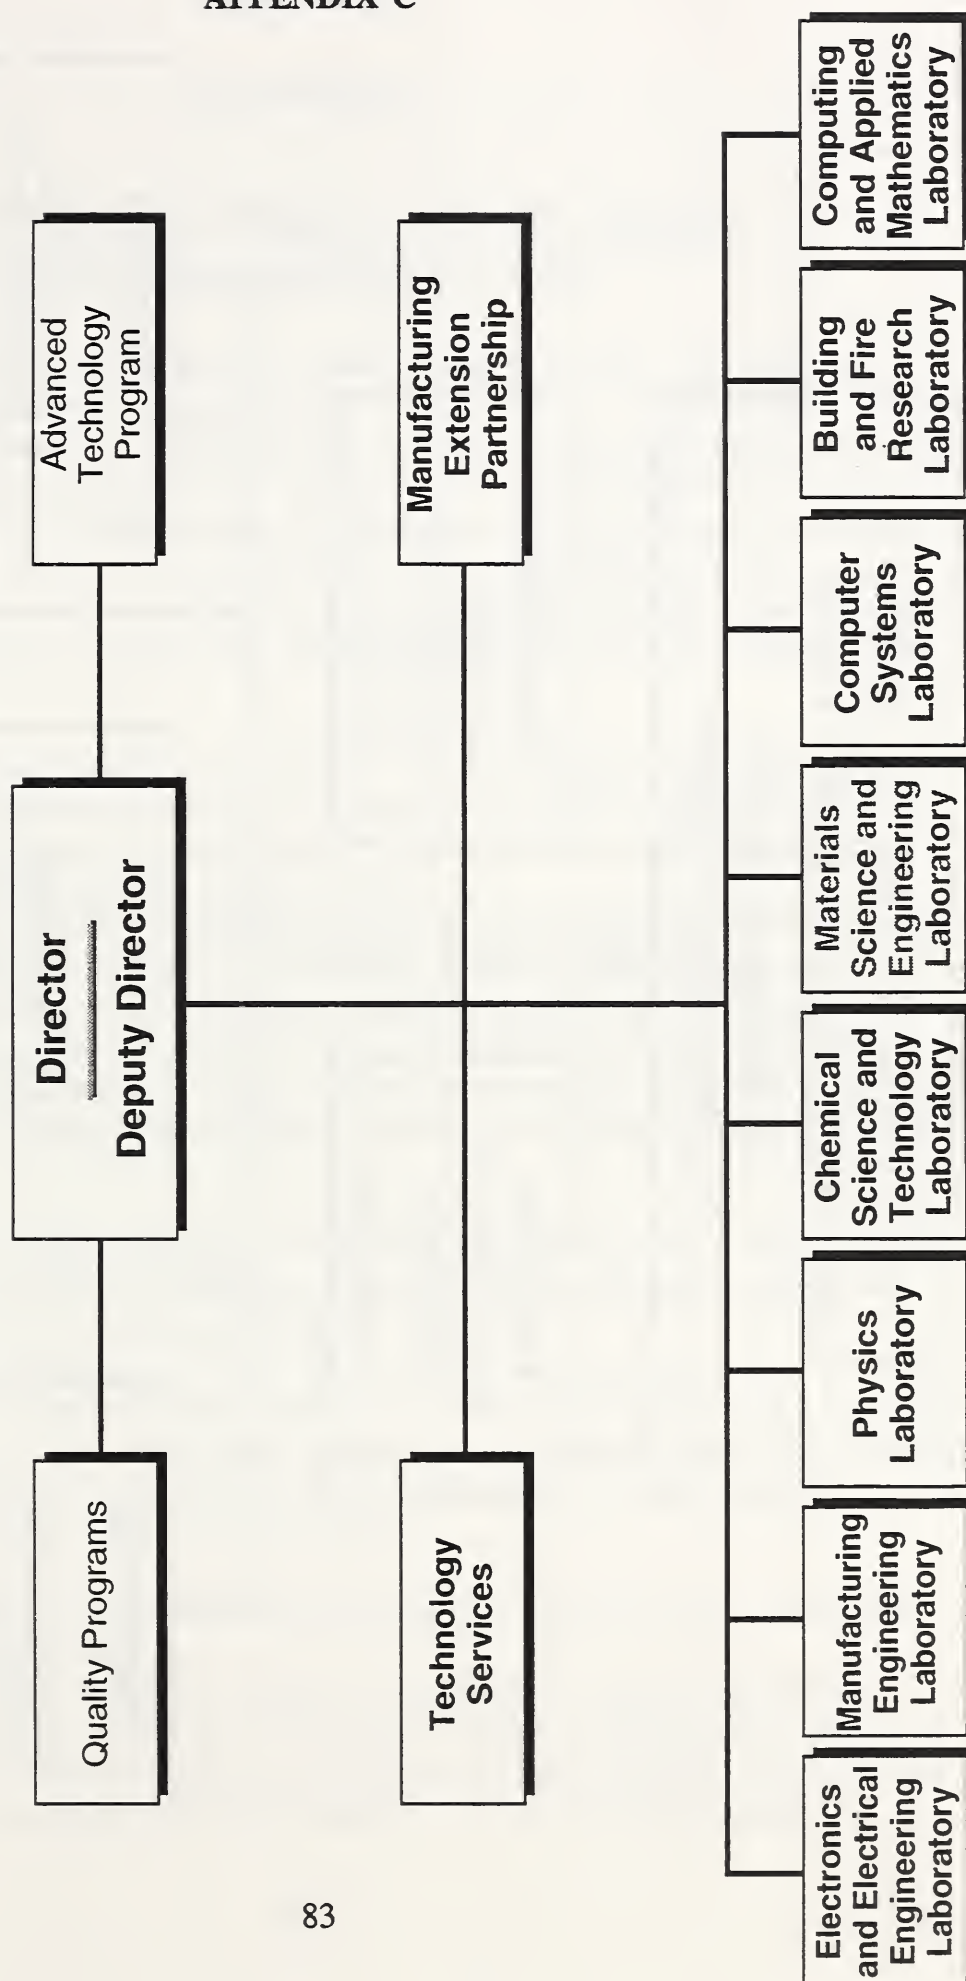 APPENDIX C
Director
Deputy Director
Quality Programs
Advanced
Technology
Program
Technology
Services
Manufacturing
Extension
Partnership
Electronics
and Electrical
Engineering
Laboratory
Manufacturing
Engineering
Laboratory
Physics
Laboratory
Chemical
Science and
Technology
Laboratory
Materials
Science and
Engineering
Laboratory
Computer
Systems
Laboratory
Building
and Fire
Research
Laboratory
Computing
and Applied
Mathematics
Laboratory
83